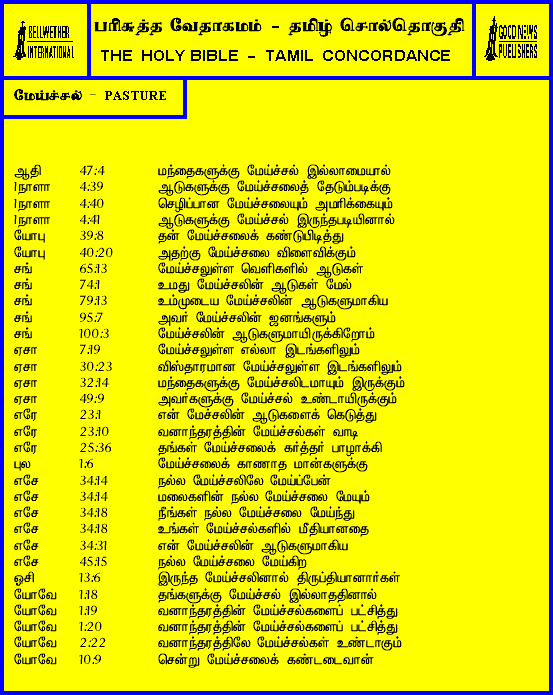 BELLWETHER
INTERNATIONAL
பரிசுத்த வேதாகமம் - தமிழ் சொல்தொகுதி
THE HOLY BIBLE - TAMIL CONCORDANCE
GOOD NEWS
PUBLISHERS
மேய்ச்சல் - PASTURE
ஆதி 47:4 மந்தைகளுக்கு மேய்ச்சல் இல்லாமையால்
1நாளா 4:39 ஆடுகளுக்கு மேய்ச்சலைத் தேடும்படிக்கு
1நாளா 4:40 செழிப்பான மேய்ச்சலையும் அமரிக்கையும்
1நாளா 4:41 ஆடுகளுக்கு மேய்ச்சல் இருந்தபடியினால்
யோபு 39:8 தன் மேய்ச்சலைக் கண்டுபிடித்து
யோபு 40:20 அதற்கு மேய்ச்சலை விளைவிக்கும்
சங் 65:13 மேய்ச்சலுள்ள வெளிகளில் ஆடுகள்
சங் 74:1 உமது மேய்ச்சலின் ஆடுகள் மேல்
சங் 79:13 உம்முடைய மேய்ச்சலின் ஆடுகளுமாகிய
சங் 95:7 அவர் மேய்ச்சலின் ஜனங்களும்
சங் 100:3 மேய்ச்சலின் ஆடுகளுமாயிருக்கிறோம்
ஏசா 7:19 மேய்ச்சலுள்ள எல்லா இடங்களிலும்
ஏசா 30:23 விஸ்தாரமான மேய்ச்சலுள்ள இடங்களிலும்
ஏசா 32:14 மந்தைகளுக்கு மேய்ச்சலிடமாயும் இருக்கும்
ஏசா 49:9 அவர்களுக்கு மேய்ச்சல் உண்டாயிருக்கும்
எரே 23:1 என் மேச்சலின் ஆடுகளைக் கெடுத்து
எரே 23:10 வனாந்தரத்தின் மேய்ச்சல்கள் வாடி
எரே 25:36 தங்கள் மேய்ச்சலைக் கர்த்தர் பாழாக்கி
புல 1:6 மேய்ச்சலைக் காணாத மான்களுக்கு
எசே 34:14 நல்ல மேய்ச்சலிலே மேய்ப்பேன்
எசே 34:14 மலைகளின் நல்ல மேய்ச்சலை மேயும்
எசே 34:18 நீங்கள் நல்ல மேய்ச்சலை மேய்ந்து
எசே 34:18 உங்கள் மேய்ச்சல்களில் மீதியானதை
எசே 34:31 என் மேய்ச்சலின் ஆடுகளுமாகிய
எசே 45:15 நல்ல மேய்ச்சலை மேய்கிற
ஓசி 13:6 இருந்த மேய்ச்சலினால் திருப்தியானார்கள்
யோவே 1:18 தங்களுக்கு மேய்ச்சல் இல்லாததினால்
யோவே 1:19 வனாந்தரத்தின் மேய்ச்சல்களைப் பட்சித்து
யோவே 1:20 வனாந்தரத்தின் மேய்ச்சல்களைப் பட்சித்து
யோவே 2:22 வனாந்தரத்திலே மேய்ச்சல்கள் உண்டாகும்
யோவே 10:9 சென்று மேய்ச்சலைக் கண்டடைவான்